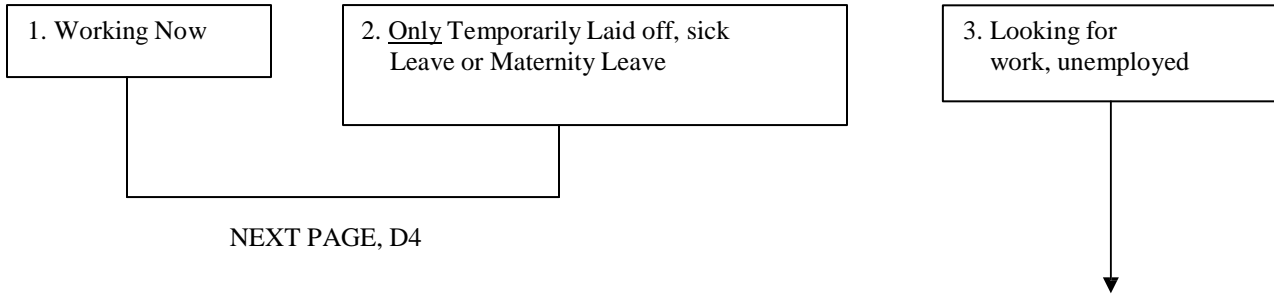 1. Working Now
2. Only Temporarily Laid off, sick
Leave or Maternity Leave
3. Looking for
work, unemployed
NEXT PAGE, D4